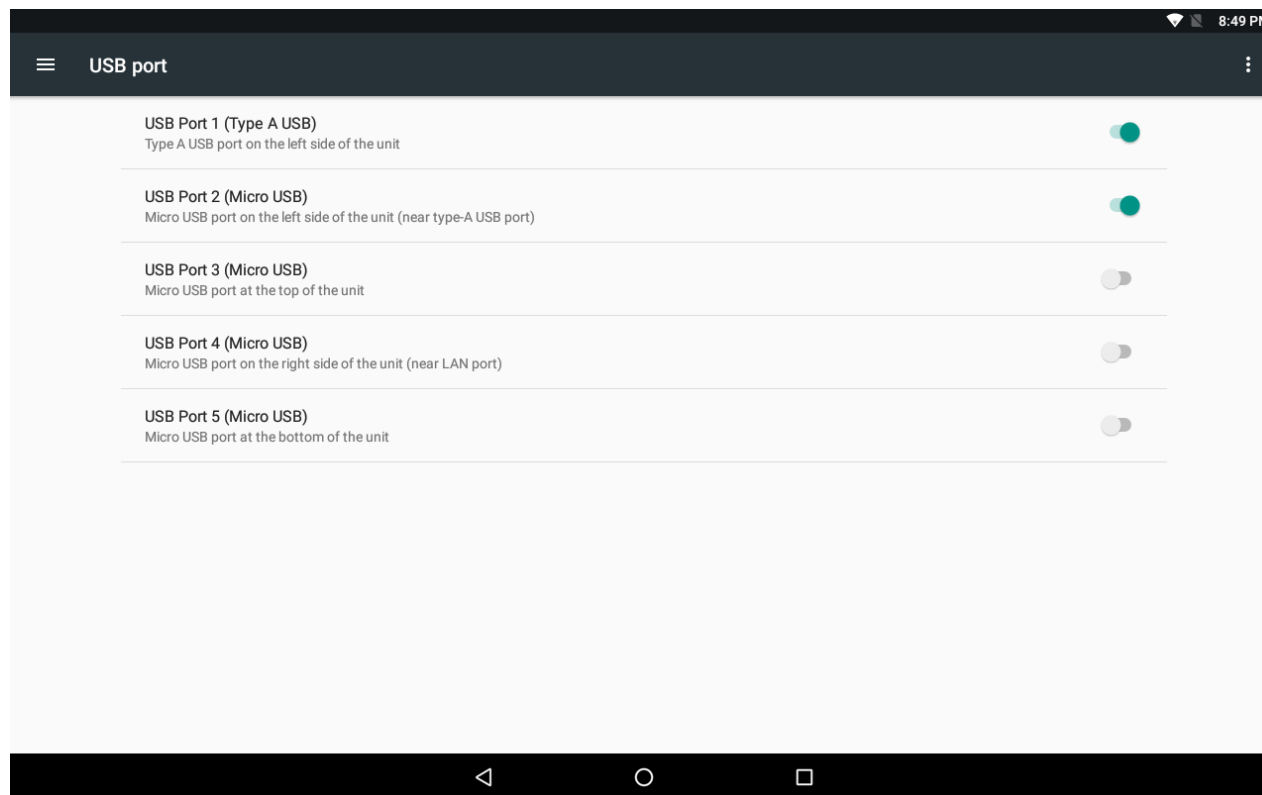 8:49 PM
USB port
USB Port 1 (Type A USB)
Type A USB port on the left side of the unit
USB Port 2 (Micro USB)
Micro USB port on the left side of the unit (near type-A USB port)
USB Port 3 (Micro USB)
Micro USB port at the top of the unit
USB Port 4 (Micro USB)
Micro USB port on the right side of the unit (near LAN port)
USB Port 5 (Micro USB)
Micro USB port at the bottom of the unit